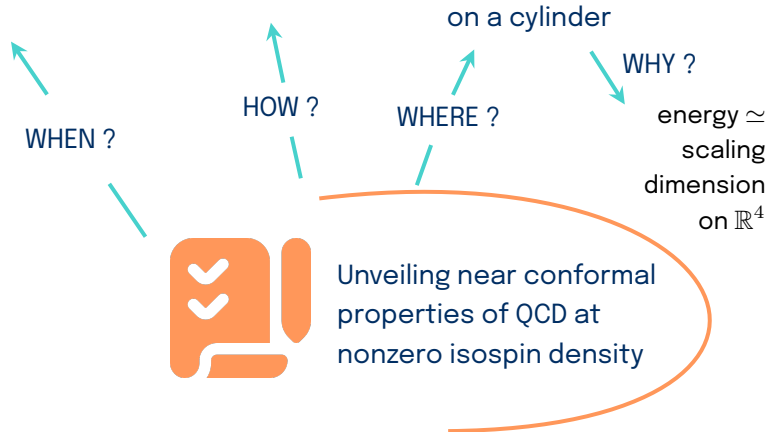 on a cylinder
WHY ?
HOW ?
WHERE ?
WHEN ?
energy ≃
scaling
dimension
on ℝ⁴
Unveiling near conformal
properties of QCD at
nonzero isospin density